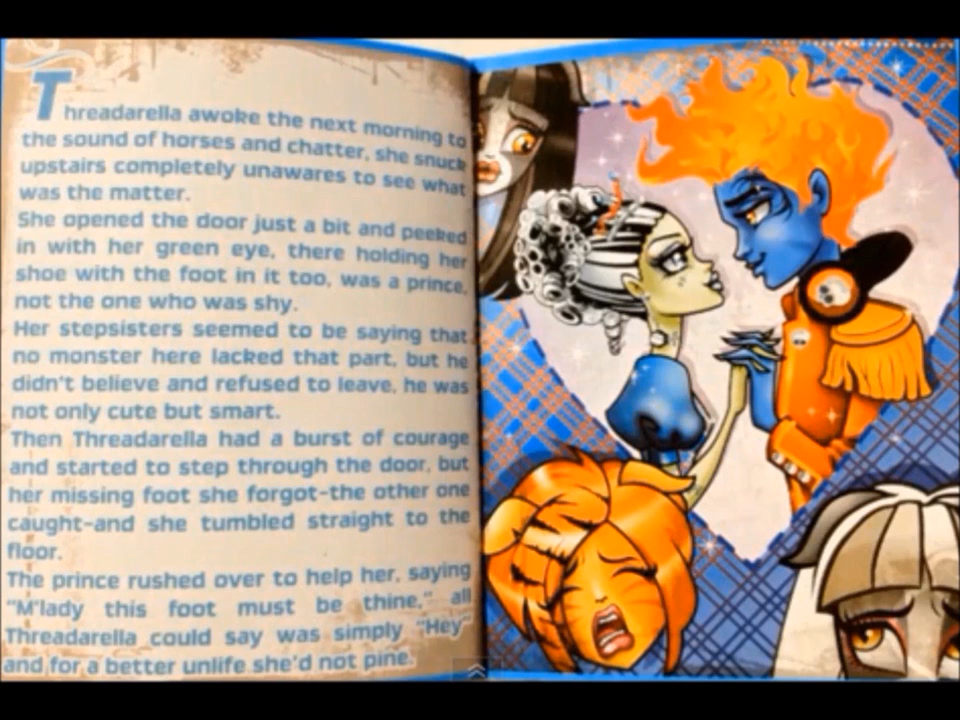 Threadarella awoke the next morning to
the sound of horses and chatter, she snuck
upstairs completely unawares to see what
was the matter.
She opened the door just a bit and peeked
in with her green eye, there holding her
shoe with the foot in it too, was a prince,
not the one who was shy.
Her stepsisters seemed to be saying that
no monster here lacked that part, but he
didn't believe and refused to leave, he was
not only cute but smart.
Then Threadarella had a burst of courage
and started to step through the door, but
her missing foot she forgot-the other one
caught-and she tumbled straight to the
floor.
The prince rushed over to help her, saying
"M'lady this foot must be thine," all
Threadarella could say was simply "Hey"
and for a better unlife she'd not pine.